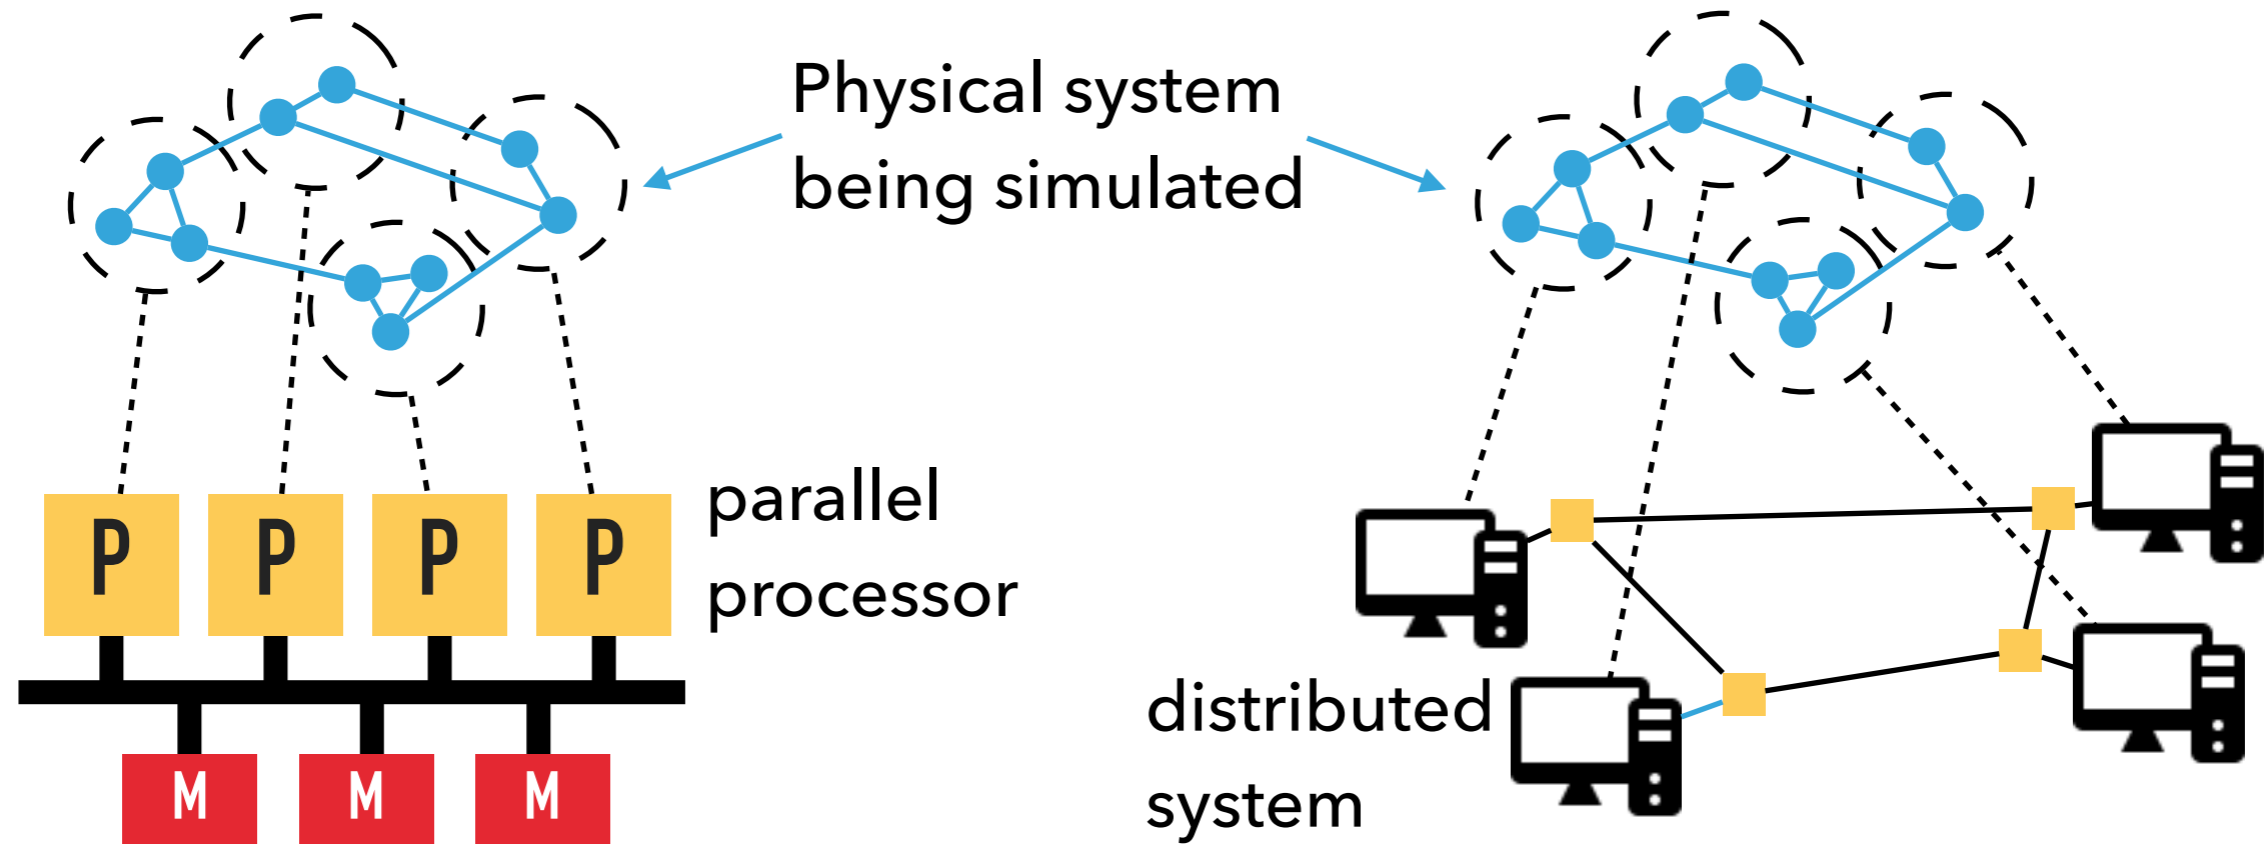 Physical system
being simulated
P P P P
parallel
processor
M M M
distributed
system